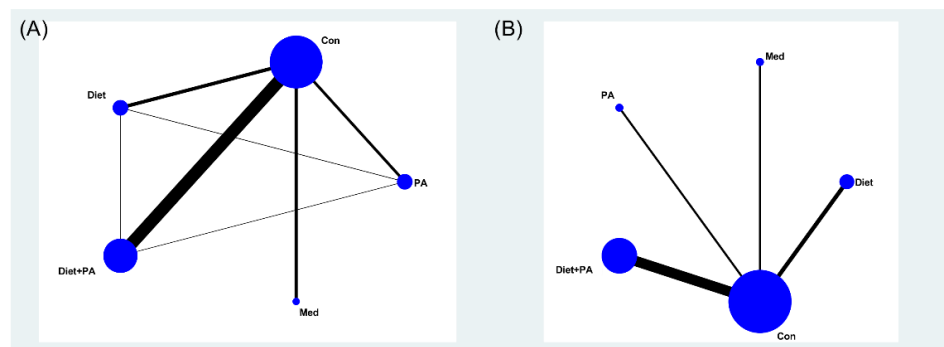 (A)
Con
Diet
PA
Diet+PA
Med
(B)
Med
PA
Diet
Diet+PA
Con